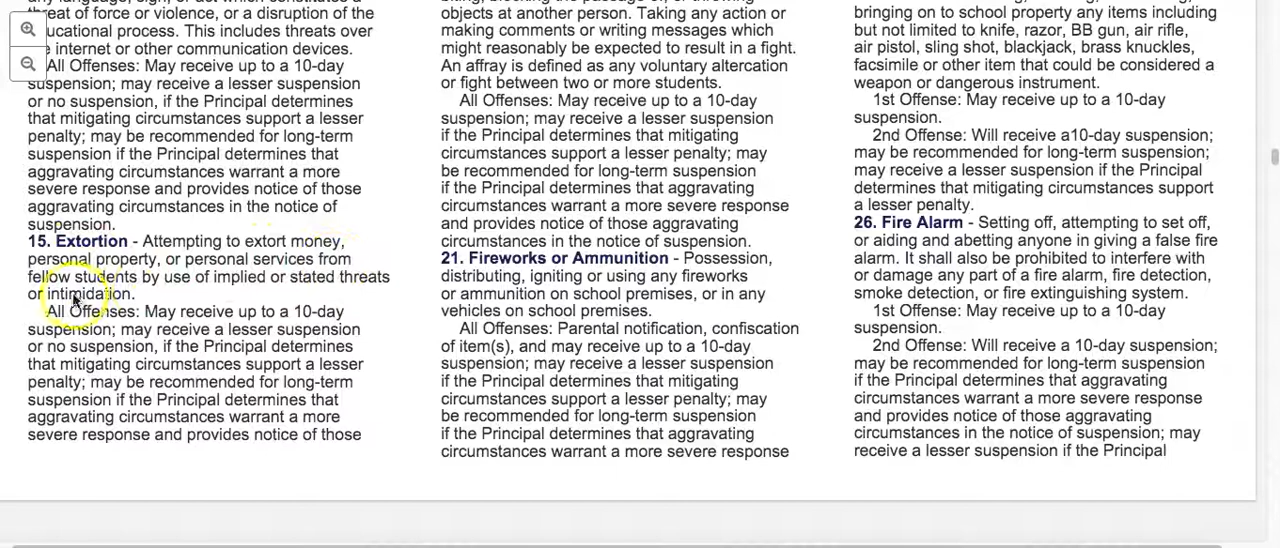 any language, sign, or act which constitutes a
threat of force or violence, or a disruption of the
educational process. This includes threats over
internet or other communication devices.
All Offenses: May receive up to a 10-day
suspension; may receive a lesser suspension
or no suspension, if the Principal determines
that mitigating circumstances support a lesser
penalty; may be recommended for long-term
suspension if the Principal determines that
aggravating circumstances warrant a more
severe response and provides notice of those
aggravating circumstances in the notice of
suspension.
15. Extortion - Attempting to extort money,
personal property, or personal services from
fellow students by use of implied or stated threats
or intimidation.
All Offenses: May receive up to a 10-day
suspension; may receive a lesser suspension
or no suspension, if the Principal determines
that mitigating circumstances support a lesser
penalty; may be recommended for long-term
suspension if the Principal determines that
aggravating circumstances warrant a more
severe response and provides notice of those
biting, blocking the passage of, or throwing
objects at another person. Taking any action or
making comments or writing messages which
might reasonably be expected to result in a fight.
An affray is defined as any voluntary altercation
or fight between two or more students.
All Offenses: May receive up to a 10-day
suspension; may receive a lesser suspension
if the Principal determines that mitigating
circumstances support a lesser penalty; may
be recommended for long-term suspension
if the Principal determines that aggravating
circumstances warrant a more severe response
and provides notice of those aggravating
circumstances in the notice of suspension.
21. Fireworks or Ammunition - Possession,
distributing, igniting or using any fireworks
or ammunition on school premises, or in any
vehicles on school premises.
All Offenses: Parental notification, confiscation
of item(s), and may receive up to a 10-day
suspension; may receive a lesser suspension
if the Principal determines that mitigating
circumstances support a lesser penalty; may
be recommended for long-term suspension
if the Principal determines that aggravating
circumstances warrant a more severe response
bringing on to school property any items including
but not limited to knife, razor, BB gun, air rifle,
air pistol, sling shot, blackjack, brass knuckles,
facsimile or other item that could be considered a
weapon or dangerous instrument.
1st Offense: May receive up to a 10-day
suspension.
2nd Offense: Will receive a10-day suspension;
may be recommended for long-term suspension;
may receive a lesser suspension if the Principal
determines that mitigating circumstances support
a lesser penalty.
26. Fire Alarm - Setting off, attempting to set off,
or aiding and abetting anyone in giving a false fire
alarm. It shall also be prohibited to interfere with
or damage any part of a fire alarm, fire detection,
smoke detection, or fire extinguishing system.
1st Offense: May receive up to a 10-day
suspension.
2nd Offense: Will receive a 10-day suspension;
may be recommended for long-term suspension
if the Principal determines that aggravating
circumstances warrant a more severe response
and provides notice of those aggravating
circumstances in the notice of suspension; may
receive a lesser suspension if the Principal